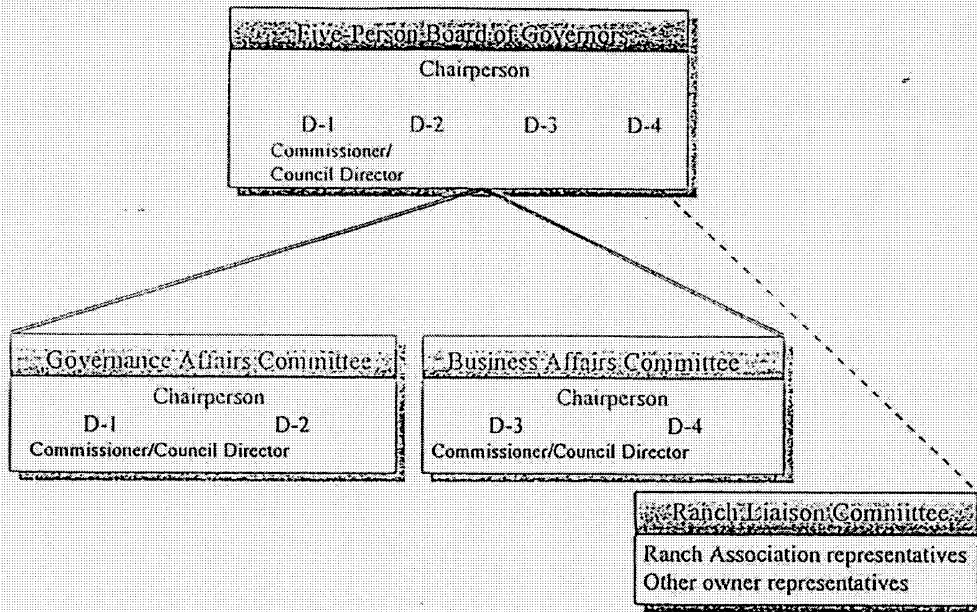 Five-Person Board of Governors
Chairperson
D-1 D-2 D-3 D-4
Commissioner/
Council Director
Governance Affairs Committee
Chairperson
D-1 D-2
Commissioner/Council Director
Business Affairs Committee
Chairperson
D-3 D-4
Commissioner/Council Director
Ranch Liaison Committee
Ranch Association representatives
Other owner representatives